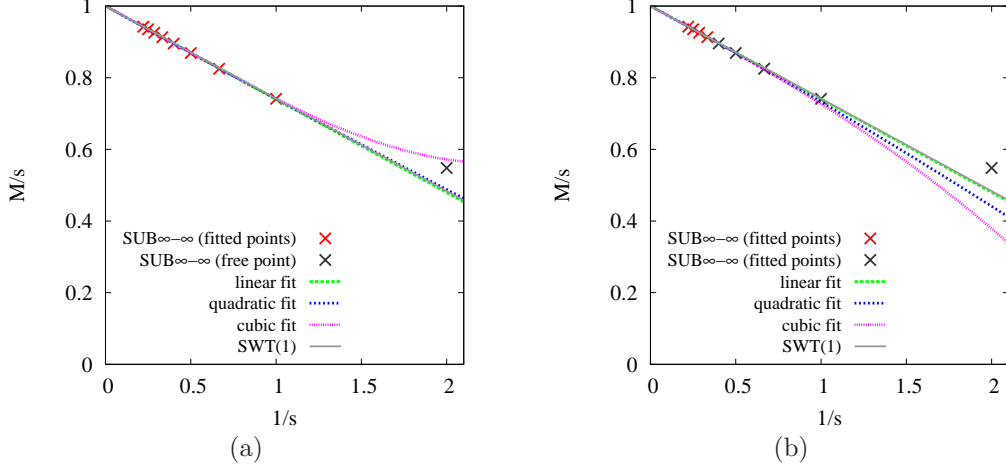 1
0.8
0.6
0.4
0.2
0
M/s
SUB∞–∞ (fitted points)
SUB∞–∞ (free point)
linear fit
quadratic fit
cubic fit
SWT(1)
0 0.5 1 1.5 2
1/s
(a)
1
0.8
0.6
0.4
0.2
0
M/s
SUB∞–∞ (fitted points)
SUB∞–∞ (fitted points)
linear fit
quadratic fit
cubic fit
SWT(1)
0 0.5 1 1.5 2
1/s
(b)